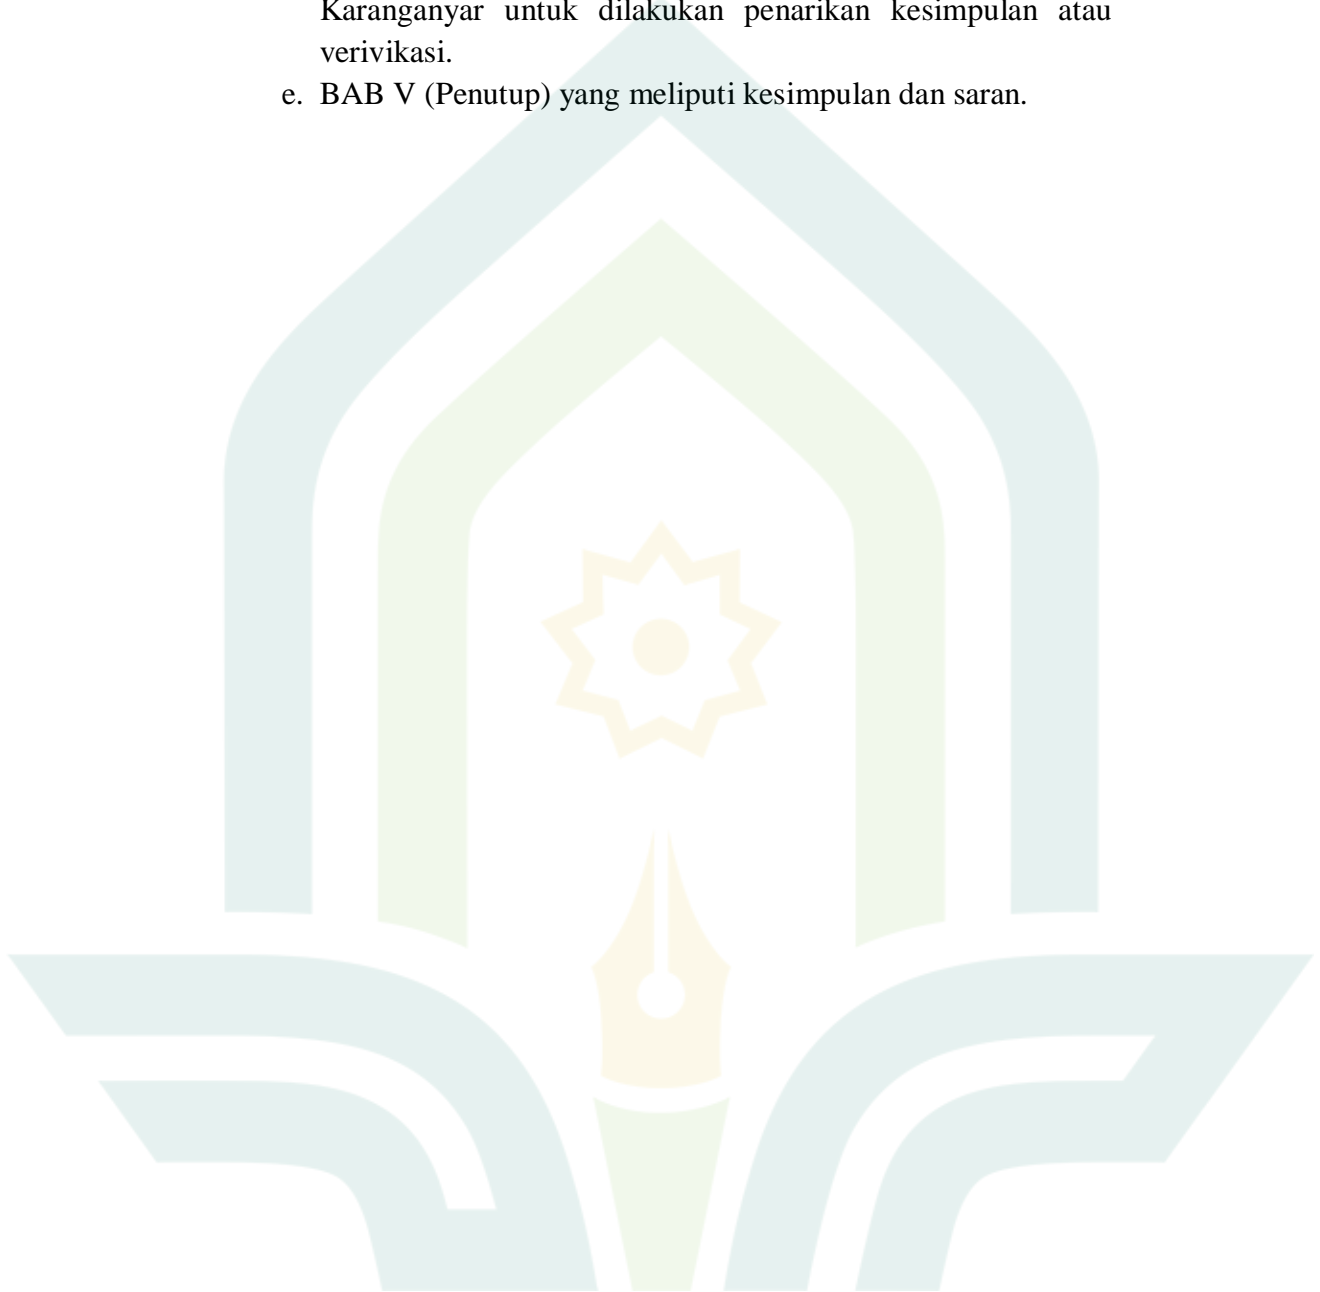 Karanganyar untuk dilakukan penarikan kesimpulan atau
verivikasi.
e. BAB V (Penutup) yang meliputi kesimpulan dan saran.